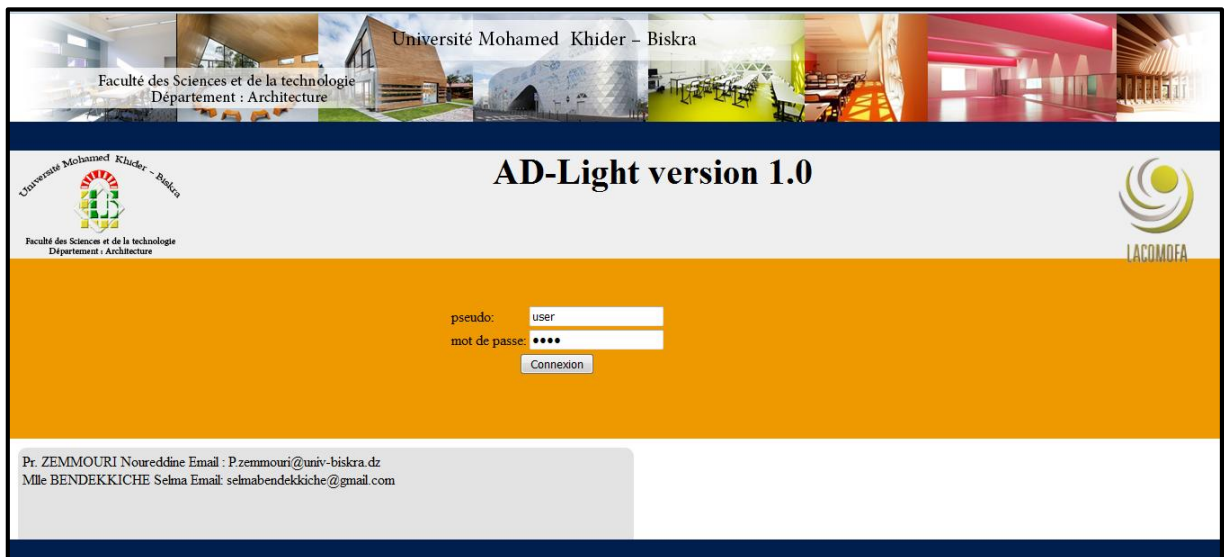 Université Mohamed Khider – Biskra
Faculté des Sciences et de la technologie
Département : Architecture
Université Mohamed Khider – Biskra
Faculté des Sciences et de la technologie
Département : Architecture
AD-Light version 1.0
LACOMOFA
pseudo: user
mot de passe: ●●●●
Connexion
Pr. ZEMMOURI Noureddine Email : P.zemmouri@univ-biskra.dz
Mlle BENDEKKICHE Selma Email: selmabendekkiche@gmail.com